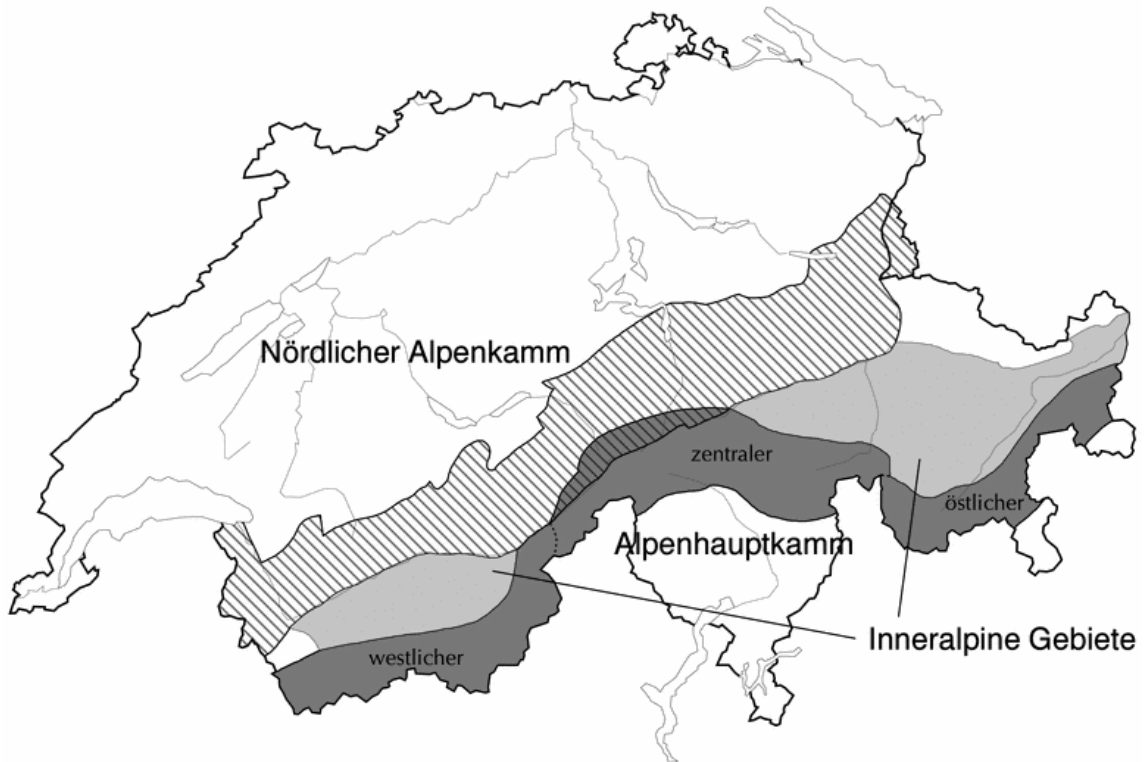 Nördlicher Alpenkamm
zentraler
östlicher
Alpenhauptkamm
Inneralpine Gebiete
westlicher